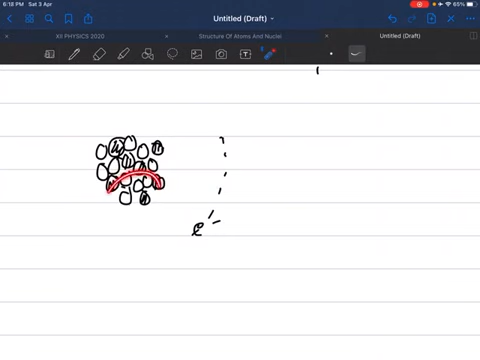 6:18 PM Sat 3 Apr
65%
Untitled (Draft)
XII PHYSICS 2020
Structure Of Atoms And Nuclei
Untitled (Draft)
e